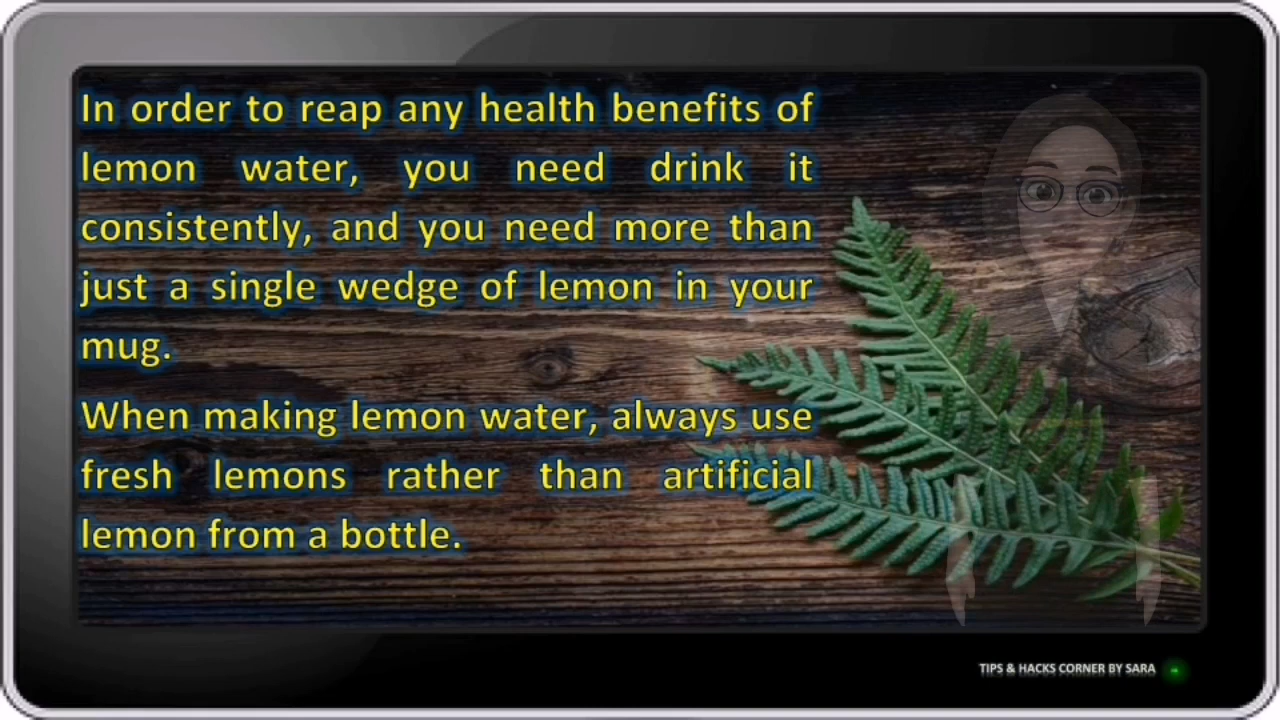 In order to reap any health benefits of
lemon water, you need drink it
consistently, and you need more than
just a single wedge of lemon in your
mug.
When making lemon water, always use
fresh lemons rather than artificial
lemon from a bottle.
TIPS & HACKS CORNER BY SARA